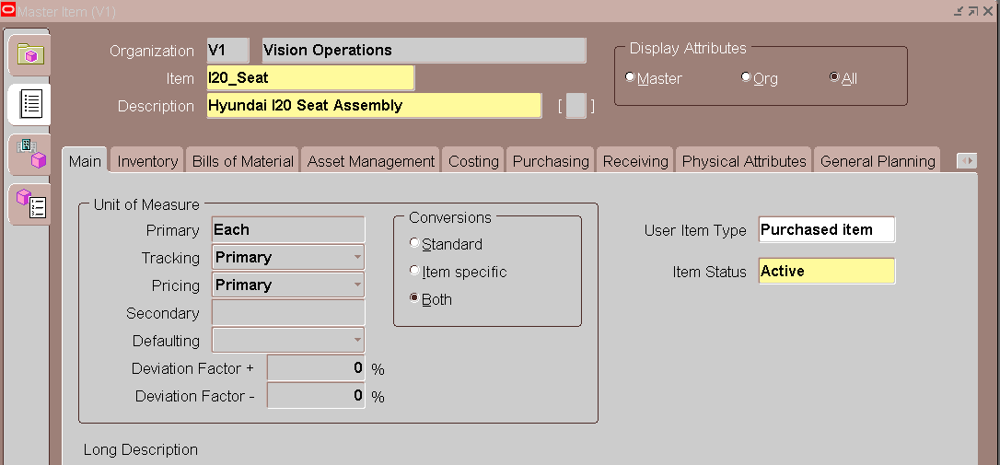 Master Item (V1)
Organization V1 Vision Operations
Item I20_Seat
Description Hyundai I20 Seat Assembly [ ]
Display Attributes
Master Org All
Main Inventory Bills of Material Asset Management Costing Purchasing Receiving Physical Attributes General Planning
Unit of Measure
Primary Each
Tracking Primary
Pricing Primary
Secondary
Defaulting
Deviation Factor + 0 %
Deviation Factor - 0 %
Conversions
Standard
Item specific
Both
User Item Type Purchased item
Item Status Active
Long Description